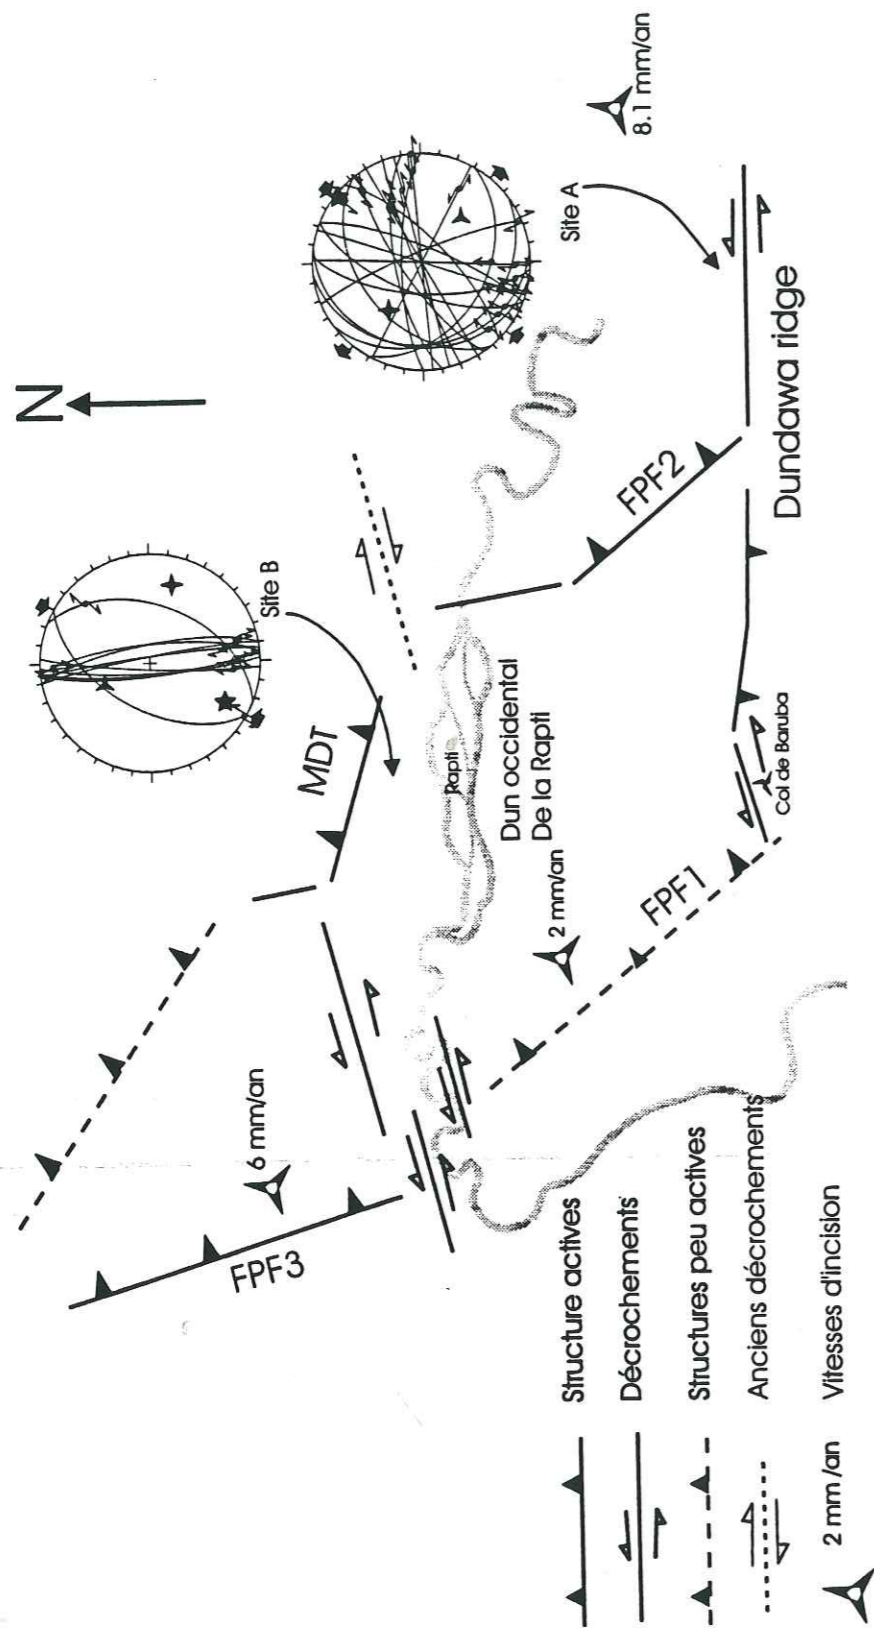 N
8.1 mm/an
Site A
Site B
MDT
FPF2
Dundawa ridge
Rapti
Dun occidental
De la Rapti
2 mm/an
Col de Baruba
FPF1
6 mm/an
FPF3
Structure actives
Décrochements
Structures peu actives
Anciens décrochements
2 mm/an Vitesses d'incision